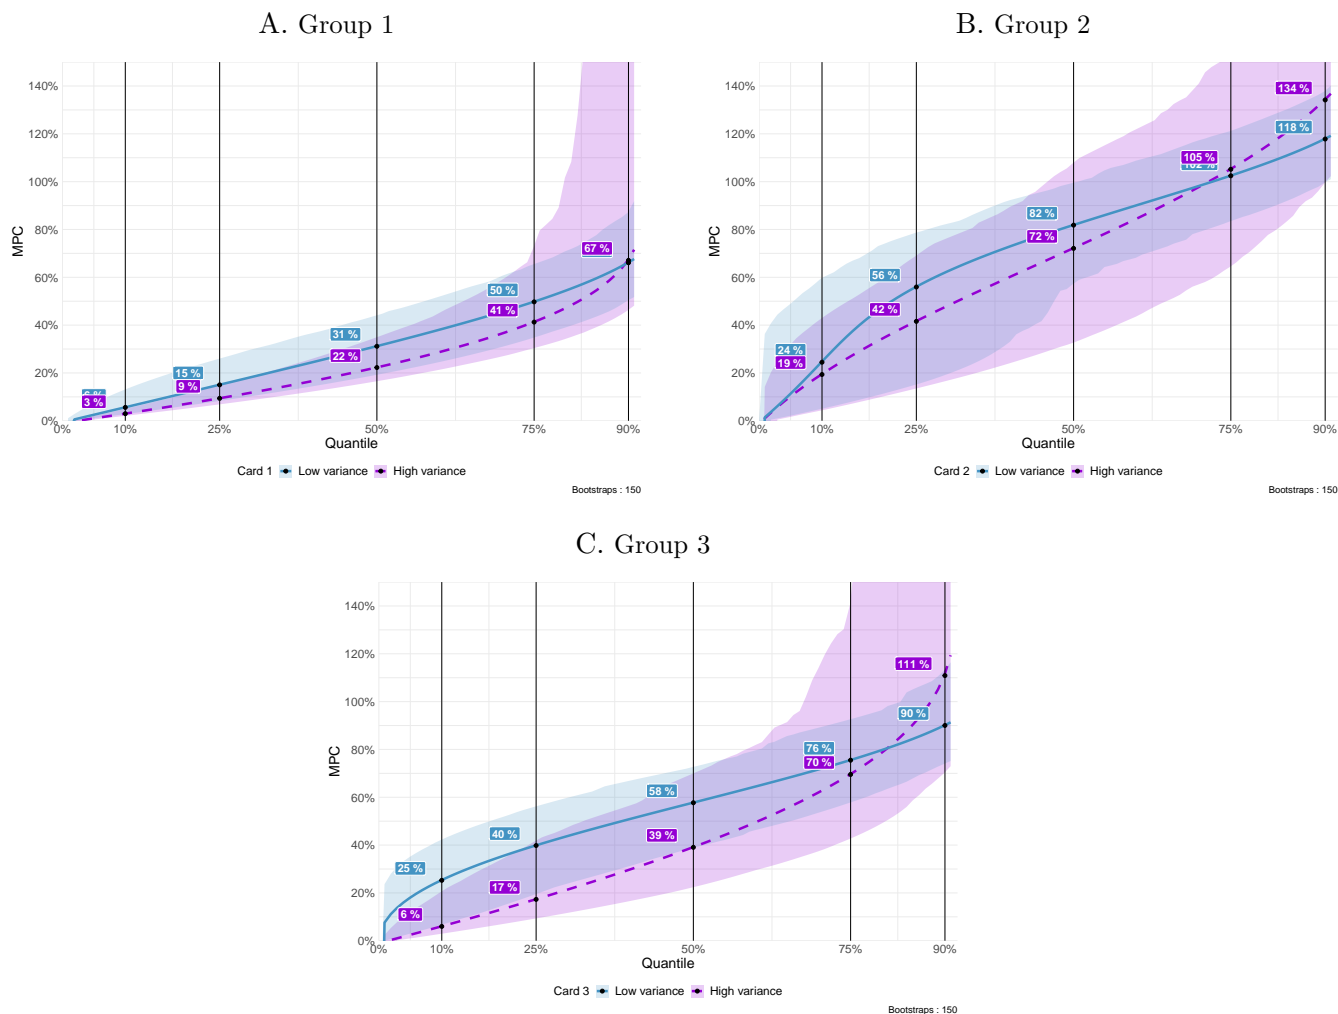 A. Group 1
140%
120%
100%
80%
60%
40%
20%
0%
MPC
67 %
50 %
41 %
31 %
22 %
15 %
9 %
3 %
0% 10% 25% 50% 75% 90%
Quantile
Card 1 Low variance High variance
Bootstraps : 150
B. Group 2
140%
120%
100%
80%
60%
40%
20%
0%
MPC
134 %
118 %
105 %
82 %
72 %
56 %
42 %
24 %
19 %
0% 10% 25% 50% 75% 90%
Quantile
Card 2 Low variance High variance
Bootstraps : 150
C. Group 3
140%
120%
100%
80%
60%
40%
20%
0%
MPC
111 %
90 %
76 %
70 %
58 %
39 %
40 %
17 %
25 %
6 %
0% 10% 25% 50% 75% 90%
Quantile
Card 3 Low variance High variance
Bootstraps : 150